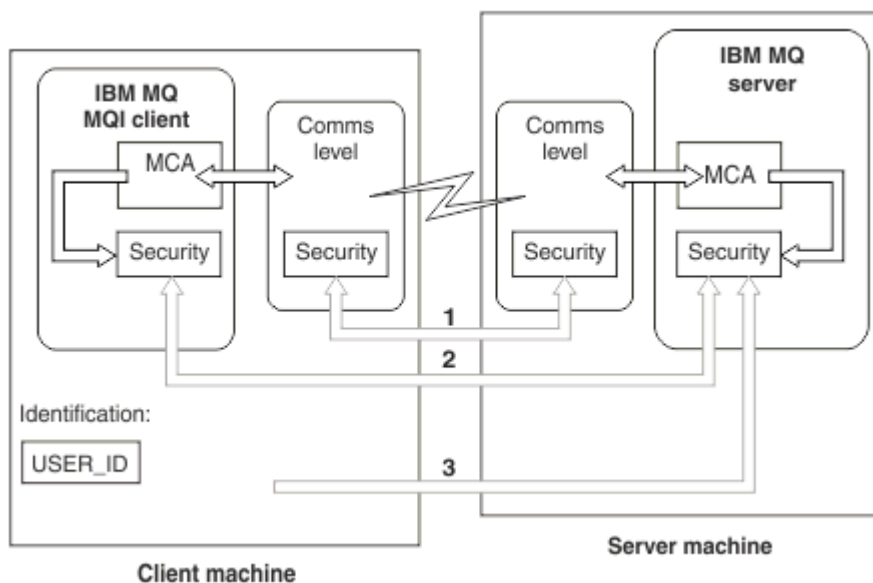 IBM MQ
MQI client
MCA
Security
Comms
level
Security
Comms
level
Security
IBM MQ
server
MCA
Security
1
2
3
Identification:
USER_ID
Client machine
Server machine